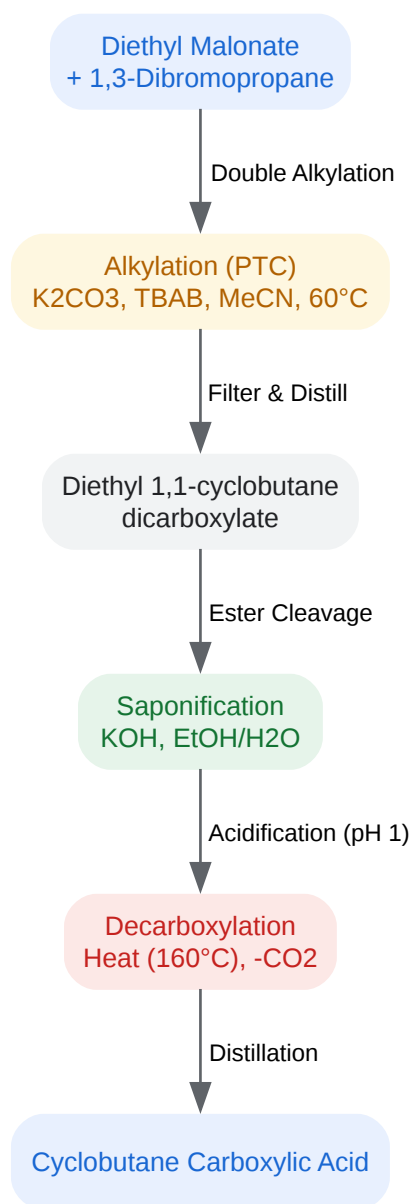 Diethyl Malonate
+ 1,3-Dibromopropane
Double Alkylation
Alkylation (PTC)
K2CO3, TBAB, MeCN, 60°C
Filter & Distill
Diethyl 1,1-cyclobutane
dicarboxylate
Ester Cleavage
Saponification
KOH, EtOH/H2O
Acidification (pH 1)
Decarboxylation
Heat (160°C), -CO2
Distillation
Cyclobutane Carboxylic Acid